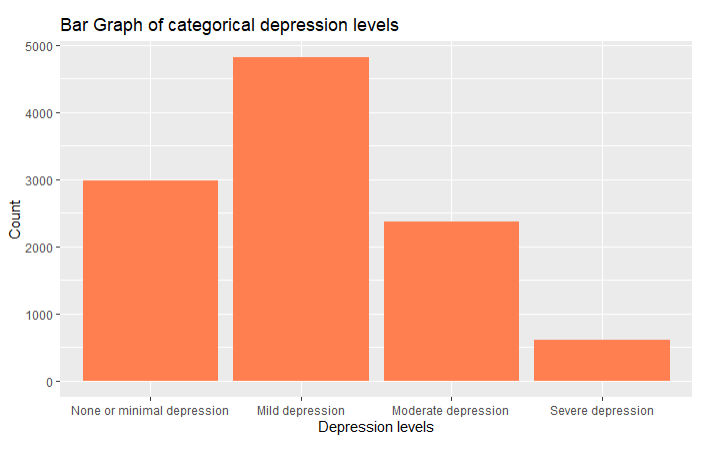 Bar Graph of categorical depression levels
5000
4000
3000
2000
1000
0
Count
None or minimal depression
Mild depression
Moderate depression
Severe depression
Depression levels